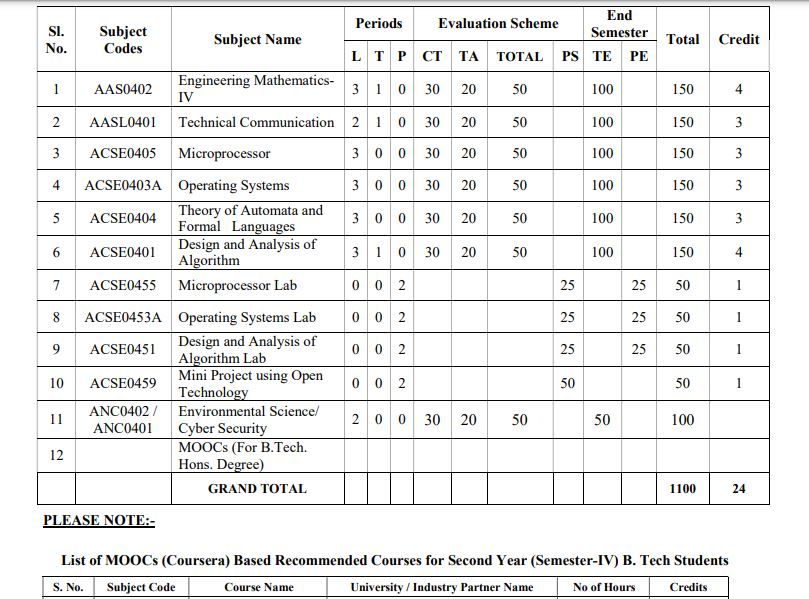 Sl. No. Subject Codes Subject Name Periods Evaluation Scheme End Semester Total Credit
L T P CT TA TOTAL PS TE PE
1 AAS0402 Engineering Mathematics-IV 3 1 0 30 20 50 100 150 4
2 AASL0401 Technical Communication 2 1 0 30 20 50 100 150 3
3 ACSE0405 Microprocessor 3 0 0 30 20 50 100 150 3
4 ACSE0403A Operating Systems 3 0 0 30 20 50 100 150 3
5 ACSE0404 Theory of Automata and Formal Languages 3 0 0 30 20 50 100 150 3
6 ACSE0401 Design and Analysis of Algorithm 3 1 0 30 20 50 100 150 4
7 ACSE0455 Microprocessor Lab 0 0 2 25 25 50 1
8 ACSE0453A Operating Systems Lab 0 0 2 25 25 50 1
9 ACSE0451 Design and Analysis of Algorithm Lab 0 0 2 25 25 50 1
10 ACSE0459 Mini Project using Open Technology 0 0 2 50 50 1
11 ANC0402 / ANC0401 Environmental Science/ Cyber Security 2 0 0 30 20 50 50 100
12 MOOCs (For B.Tech. Hons. Degree)
GRAND TOTAL 1100 24
PLEASE NOTE:-
List of MOOCs (Coursera) Based Recommended Courses for Second Year (Semester-IV) B. Tech Students
S. No. Subject Code Course Name University / Industry Partner Name No of Hours Credits